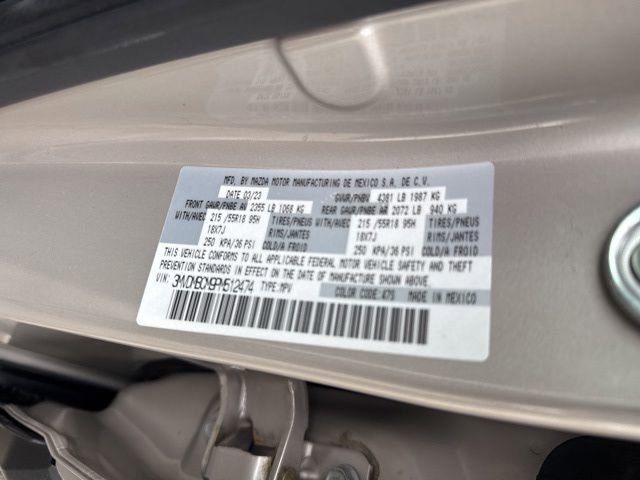 MFD. BY MAZDA MOTOR MANUFACTURING DE MEXICO S.A. DE C.V.
DATE 03/23 GVWR/PNBV 4381 LB 1987 KG
FRONT GAWR/PNBE AV 2355 LB 1068 KG REAR GAWR/PNBE AR 2072 LB 940 KG
WITH/AVEC 215 /55R18 95H TIRES/PNEUS WITH/AVEC 215 /55R18 95H TIRES/PNEUS
18X7J RIMS/JANTES 18X7J RIMS/JANTES
250 KPA/36 PSI COLD/A FROID 250 KPA/36 PSI COLD/A FROID
THIS VEHICLE CONFORMS TO ALL APPLICABLE FEDERAL MOTOR VEHICLE SAFETY AND THEFT
PREVENTION STANDARDS IN EFFECT ON THE DATE OF MANUFACTURE SHOWN ABOVE.
VIN: TYPE: MPV COLOR CODE 47S MADE IN MEXICO